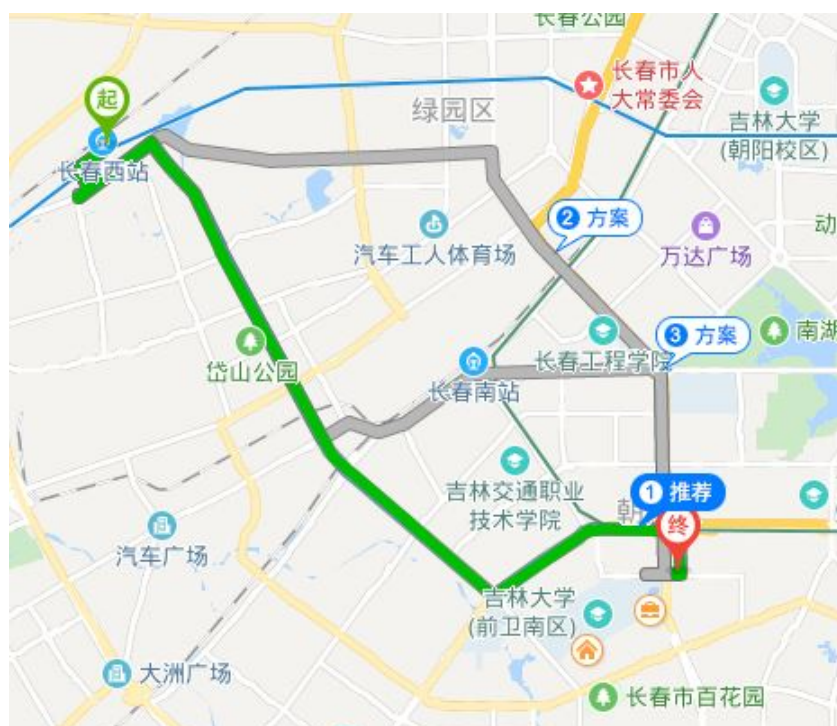 长春公园
长春市人
大常委会
起
绿园区
吉林大学
(朝阳校区)
长春西站
2 方案
动
汽车工人体育场
万达广场
3 方案
南湖
长春工程学院
岱山公园
长春南站
吉林交通职业
技术学院
1 推荐
朝
终
汽车广场
吉林大学
(前卫南区)
大洲广场
长春市百花园